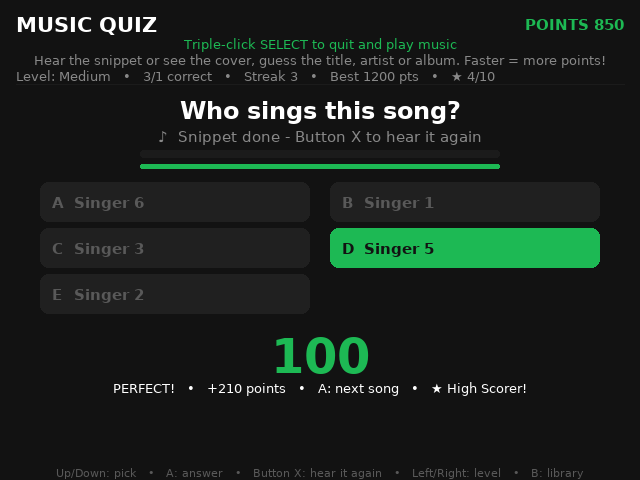 MUSIC QUIZ
POINTS 850
Triple-click SELECT to quit and play music
Hear the snippet or see the cover, guess the title, artist or album. Faster = more points!
Level: Medium • 3/1 correct • Streak 3 • Best 1200 pts • ★ 4/10
Who sings this song?
♪ Snippet done - Button X to hear it again
A Singer 6
B Singer 1
C Singer 3
D Singer 5
E Singer 2
100
PERFECT! • +210 points • A: next song • ★ High Scorer!
Up/Down: pick • A: answer • Button X: hear it again • Left/Right: level • B: library